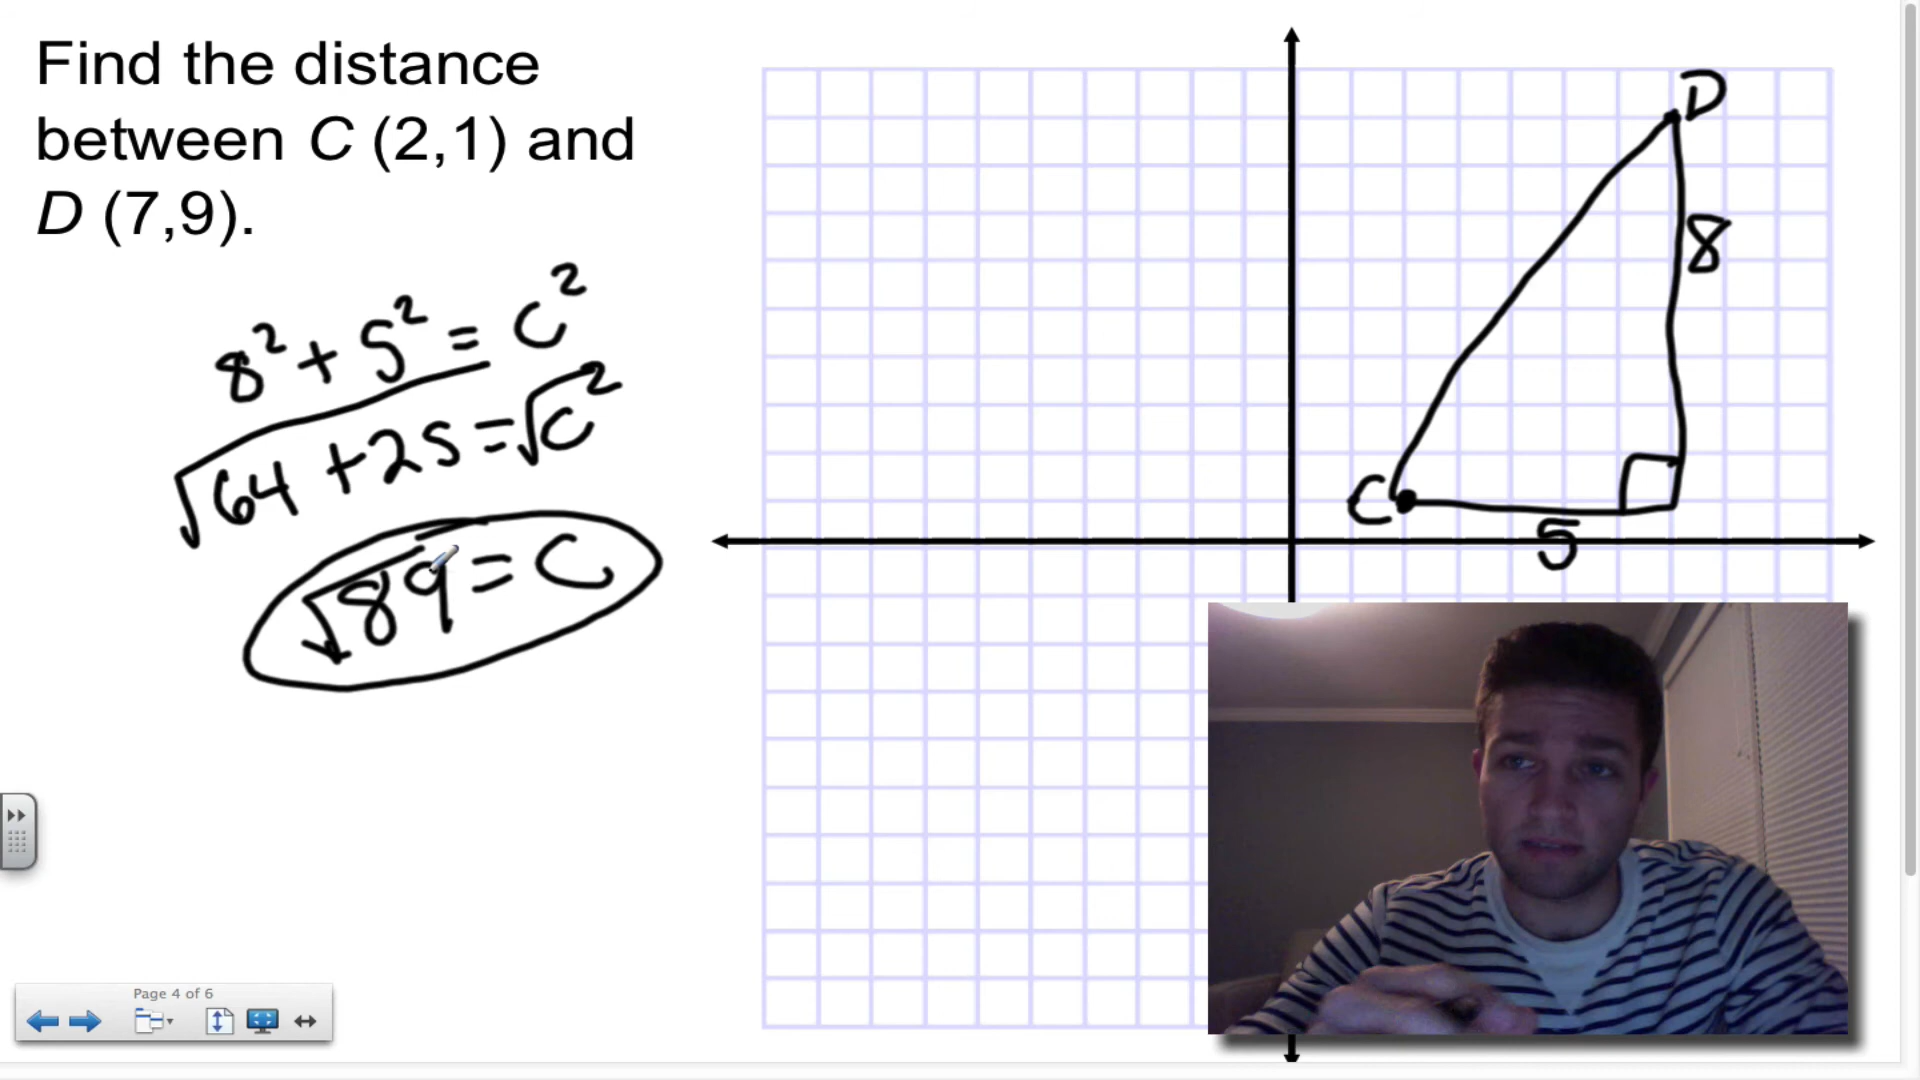 Find the distance
between C (2,1) and
D (7,9).
8² + 5² = C²
√64 + 25 = √C²
√89 = C
D
8
C
5
Page 4 of 6